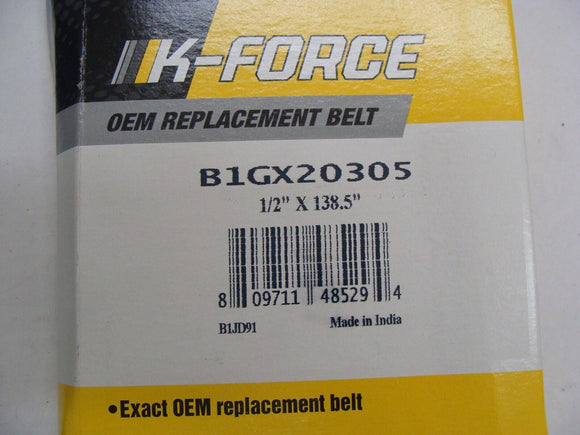 K-FORCE
OEM REPLACEMENT BELT
B1GX20305
1/2" X 138.5"
8 09711 48529 4
B1JD91 Made in India
•Exact OEM replacement belt